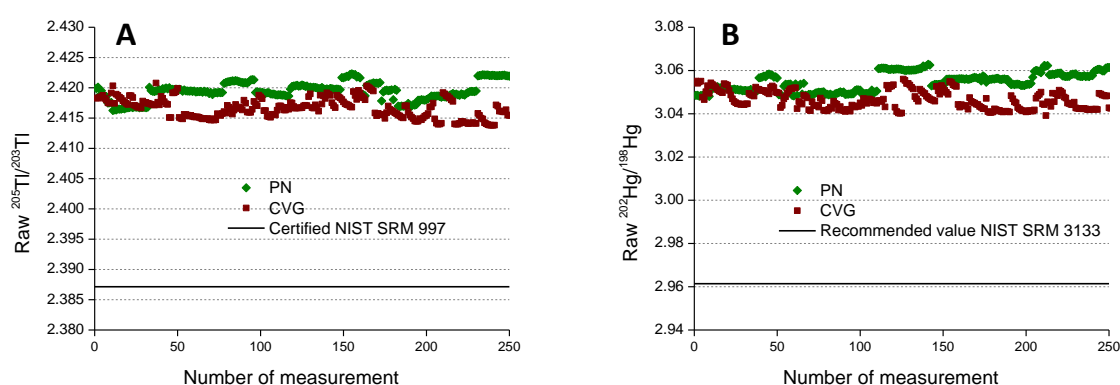 A
Raw ²⁰⁵Tl/²⁰³Tl
2.430
2.425
2.420
2.415
2.410
2.405
2.400
2.395
2.390
2.385
2.380
PN
CVG
Certified NIST SRM 997
0 50 100 150 200 250
Number of measurement
B
Raw ²⁰²Hg/¹⁹⁸Hg
3.08
3.06
3.04
3.02
3.00
2.98
2.96
2.94
PN
CVG
Recommended value NIST SRM 3133
0 50 100 150 200 250
Number of measurement